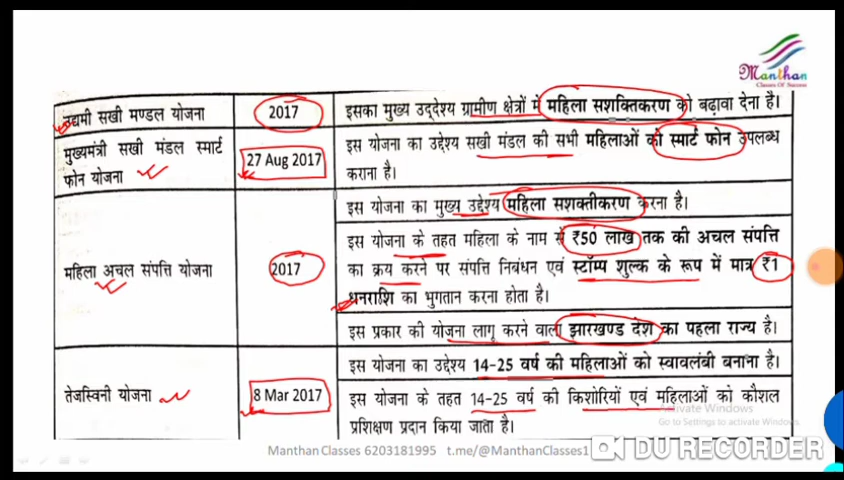 Manthan
Classes Of Success
उद्यमी सखी मण्डल योजना
2017
इसका मुख्य उद्देश्य ग्रामीण क्षेत्रों में महिला सशक्तिकरण को बढ़ावा देना है।
मुख्यमंत्री सखी मंडल स्मार्ट
फोन योजना
27 Aug 2017
इस योजना का उद्देश्य सखी मंडल की सभी महिलाओं को स्मार्ट फोन उपलब्ध
कराना है।
महिला अचल संपत्ति योजना
2017
इस योजना का मुख्य उद्देश्य महिला सशक्तीकरण करना है।
इस योजना के तहत महिला के नाम से ₹50 लाख तक की अचल संपत्ति
का क्रय करने पर संपत्ति निबंधन एवं स्टॉम्प शुल्क के रूप में मात्र ₹1
धनराशि का भुगतान करना होता है।
इस प्रकार की योजना लागू करने वाला झारखण्ड देश का पहला राज्य है।
तेजस्विनी योजना
8 Mar 2017
इस योजना का उद्देश्य 14-25 वर्ष की महिलाओं को स्वावलंबी बनाना है।
इस योजना के तहत 14-25 वर्ष की किशोरियों एवं महिलाओं को कौशल
प्रशिक्षण प्रदान किया जाता है।
Activate Windows
Go to Settings to activate Windows.
Manthan Classes 6203181995 t.me/@ManthanClasses1
DU RECORDER